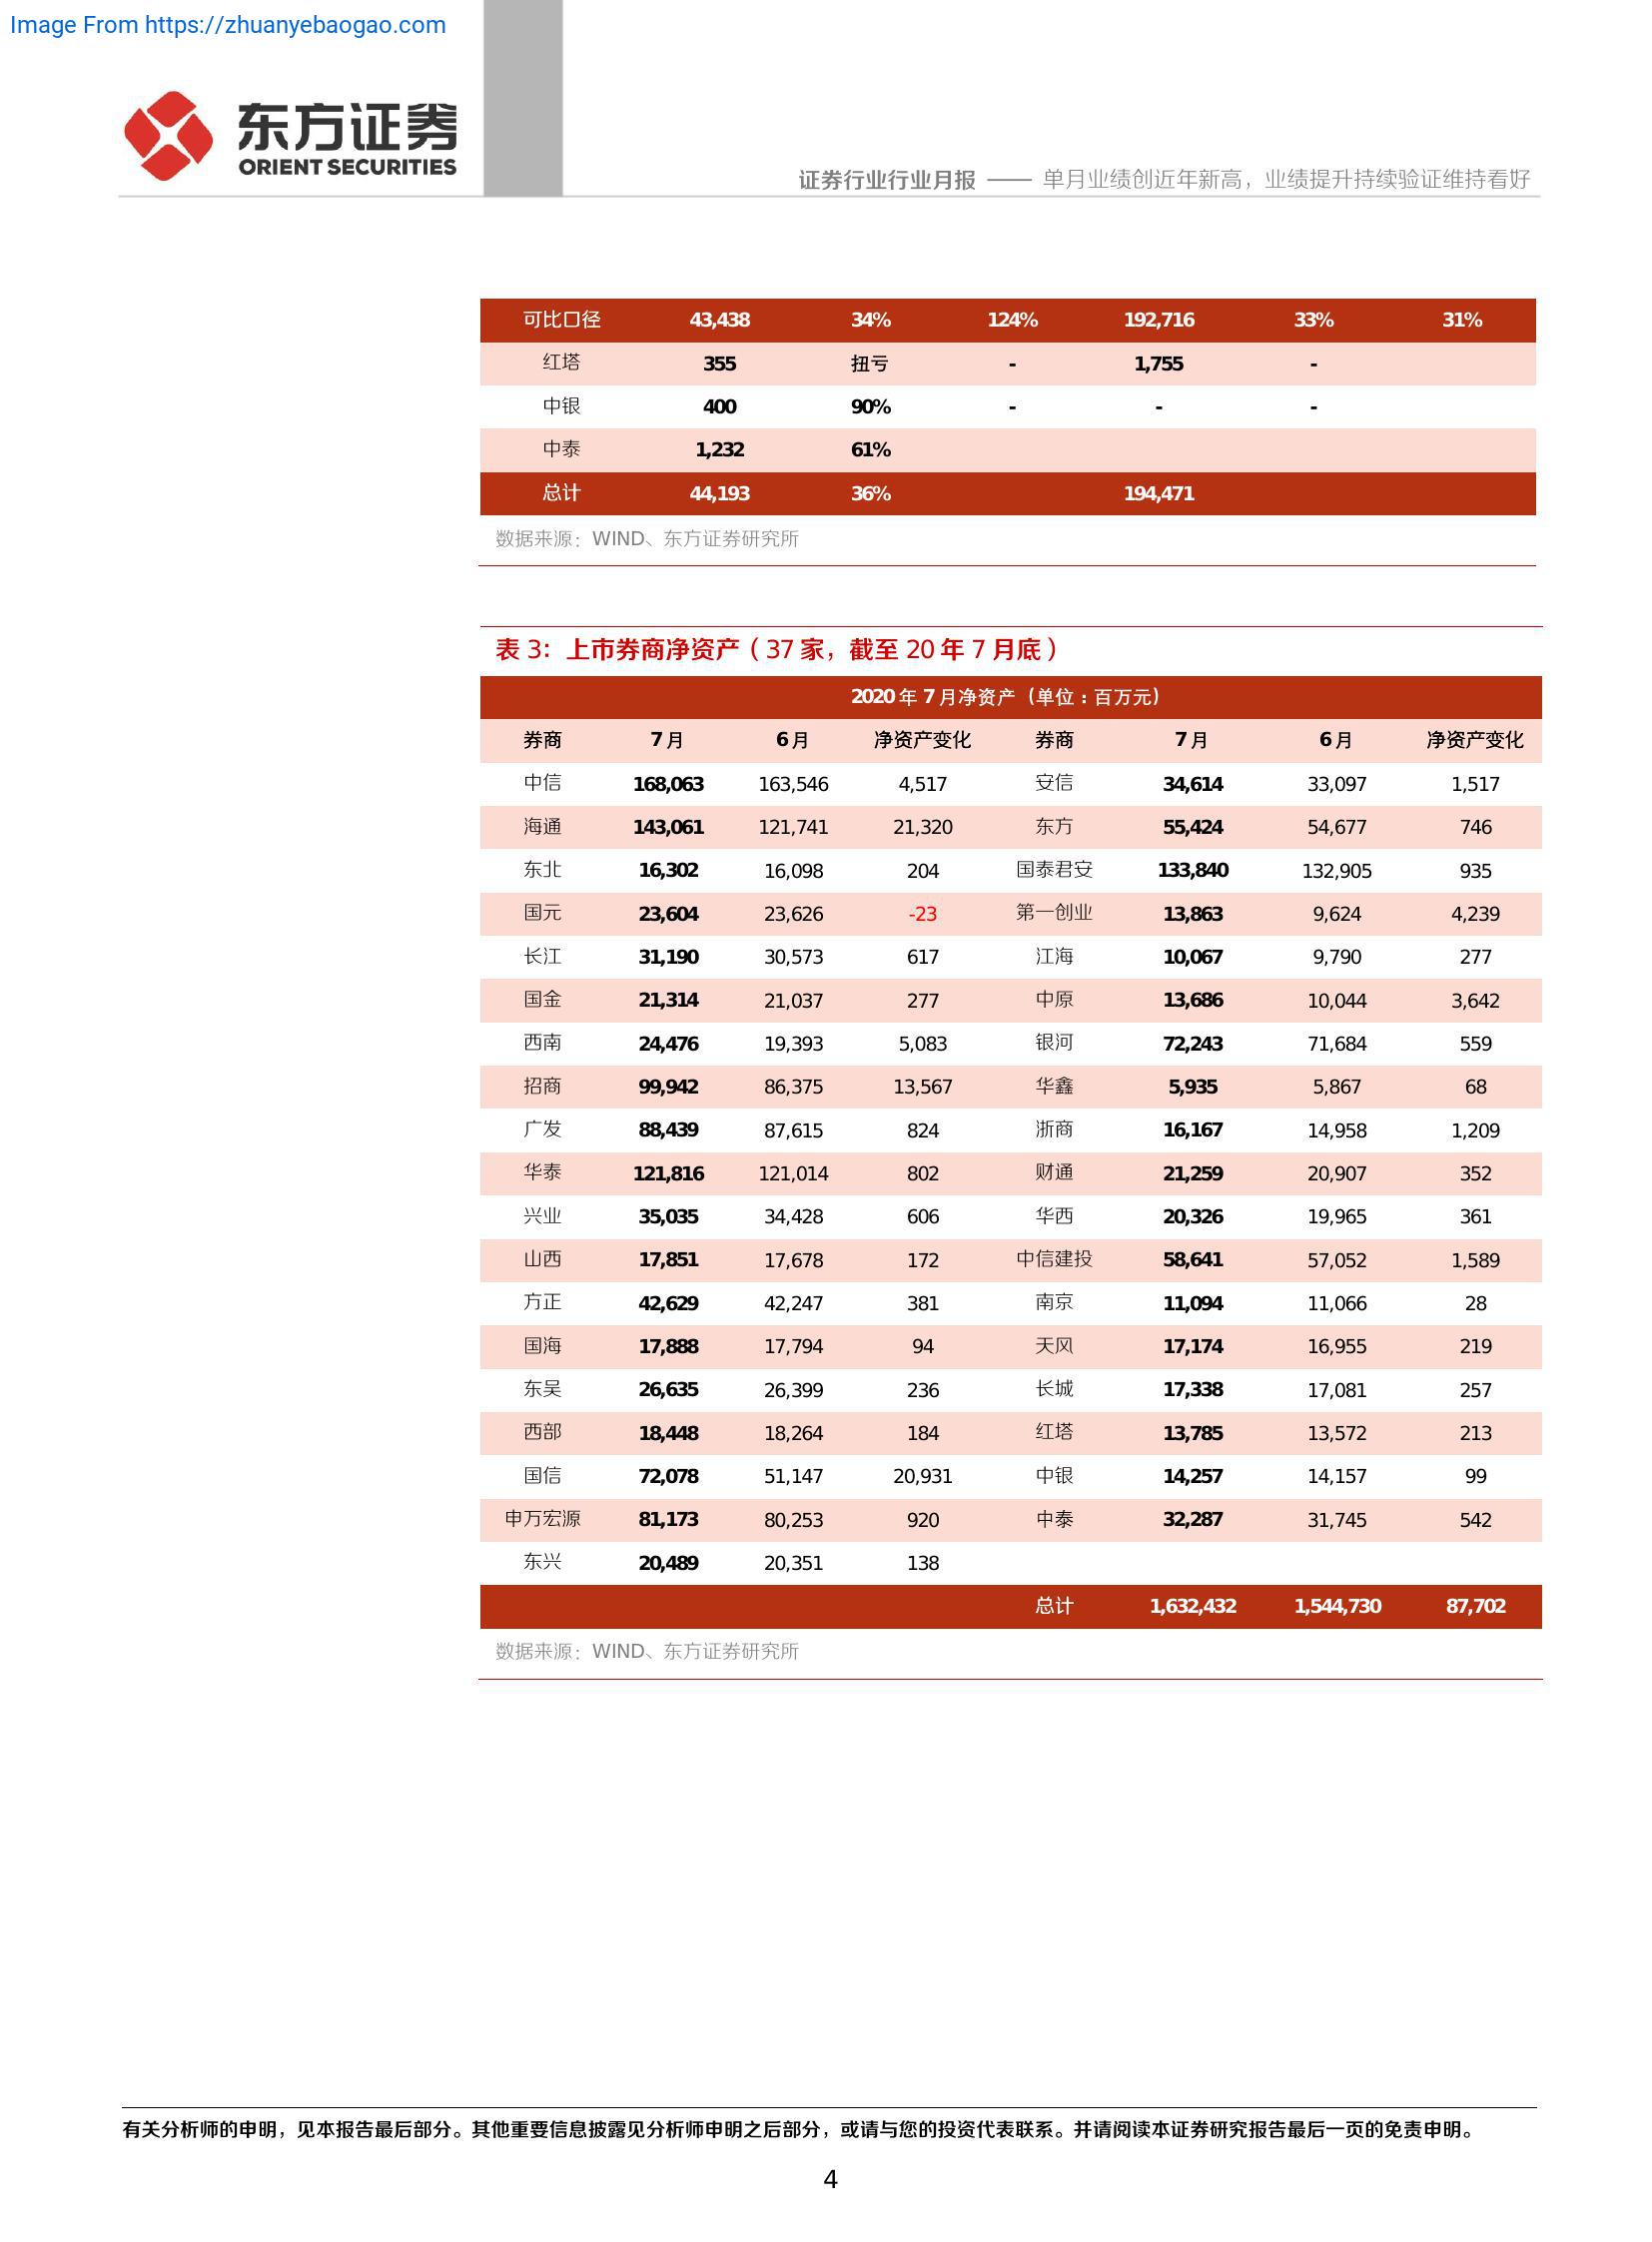 Image From https://zhuanyebaogao.com
东方证券
ORIENT SECURITIES
证券行业行业月报 —— 单月业绩创近年新高，业绩提升持续验证维持看好
可比口径 43,438 34% 124% 192,716 33% 31%
红塔 355 扭亏 - 1,755 -
中银 400 90% - - -
中泰 1,232 61%
总计 44,193 36% 194,471
数据来源：WIND、东方证券研究所
表 3：上市券商净资产（37 家，截至 20 年 7 月底）
2020 年 7 月净资产（单位：百万元）
券商 7 月 6 月 净资产变化 券商 7 月 6 月 净资产变化
中信 168,063 163,546 4,517 安信 34,614 33,097 1,517
海通 143,061 121,741 21,320 东方 55,424 54,677 746
东北 16,302 16,098 204 国泰君安 133,840 132,905 935
国元 23,604 23,626 -23 第一创业 13,863 9,624 4,239
长江 31,190 30,573 617 江海 10,067 9,790 277
国金 21,314 21,037 277 中原 13,686 10,044 3,642
西南 24,476 19,393 5,083 银河 72,243 71,684 559
招商 99,942 86,375 13,567 华鑫 5,935 5,867 68
广发 88,439 87,615 824 浙商 16,167 14,958 1,209
华泰 121,816 121,014 802 财通 21,259 20,907 352
兴业 35,035 34,428 606 华西 20,326 19,965 361
山西 17,851 17,678 172 中信建投 58,641 57,052 1,589
方正 42,629 42,247 381 南京 11,094 11,066 28
国海 17,888 17,794 94 天风 17,174 16,955 219
东吴 26,635 26,399 236 长城 17,338 17,081 257
西部 18,448 18,264 184 红塔 13,785 13,572 213
国信 72,078 51,147 20,931 中银 14,257 14,157 99
申万宏源 81,173 80,253 920 中泰 32,287 31,745 542
东兴 20,489 20,351 138
总计 1,632,432 1,544,730 87,702
数据来源：WIND、东方证券研究所
有关分析师的申明，见本报告最后部分。其他重要信息披露见分析师申明之后部分，或请与您的投资代表联系。并请阅读本证券研究报告最后一页的免责申明。
4